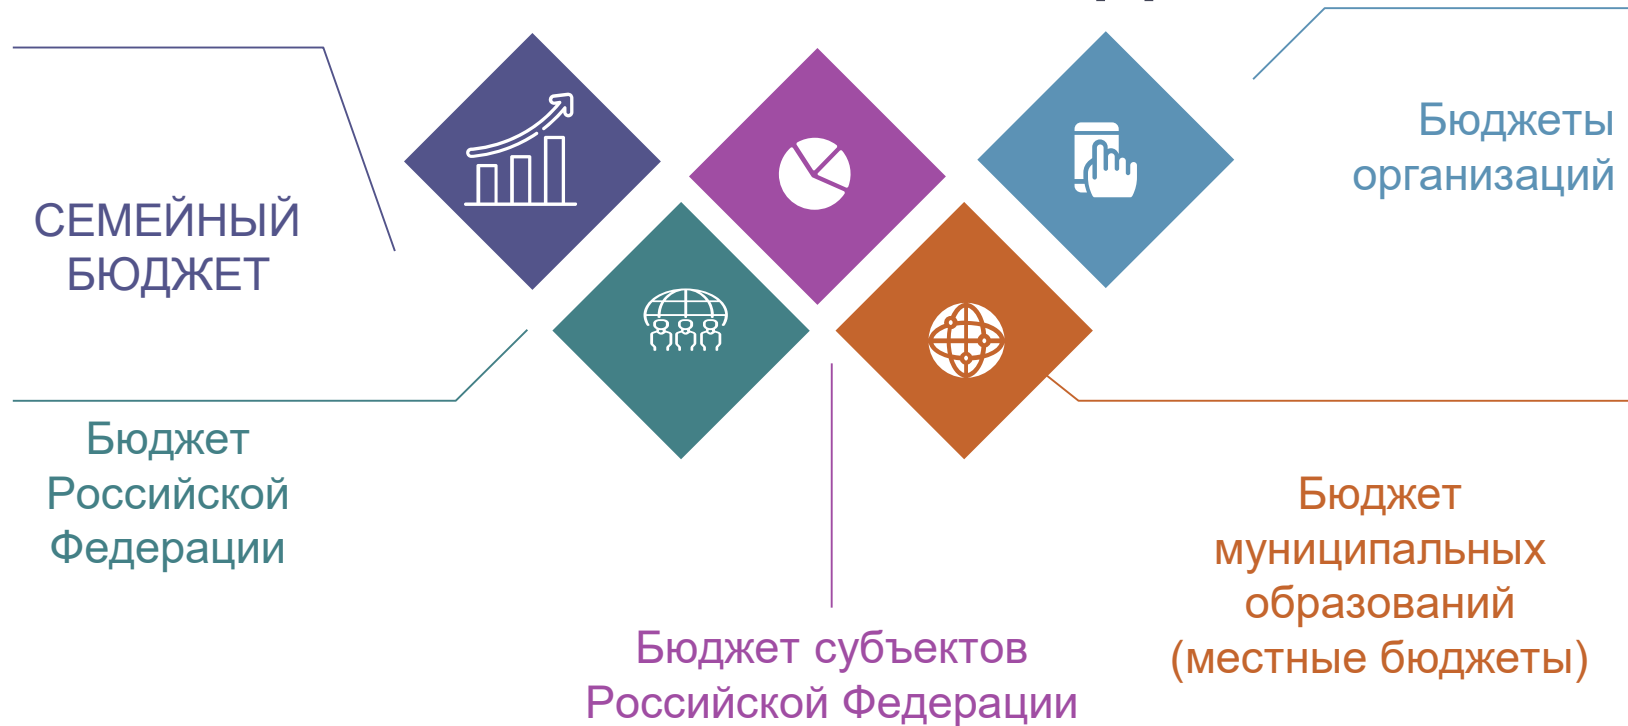 СЕМЕЙНЫЙ
БЮДЖЕТ
Бюджеты
организаций
Бюджет
Российской
Федерации
Бюджет субъектов
Российской Федерации
Бюджет
муниципальных
образований
(местные бюджеты)